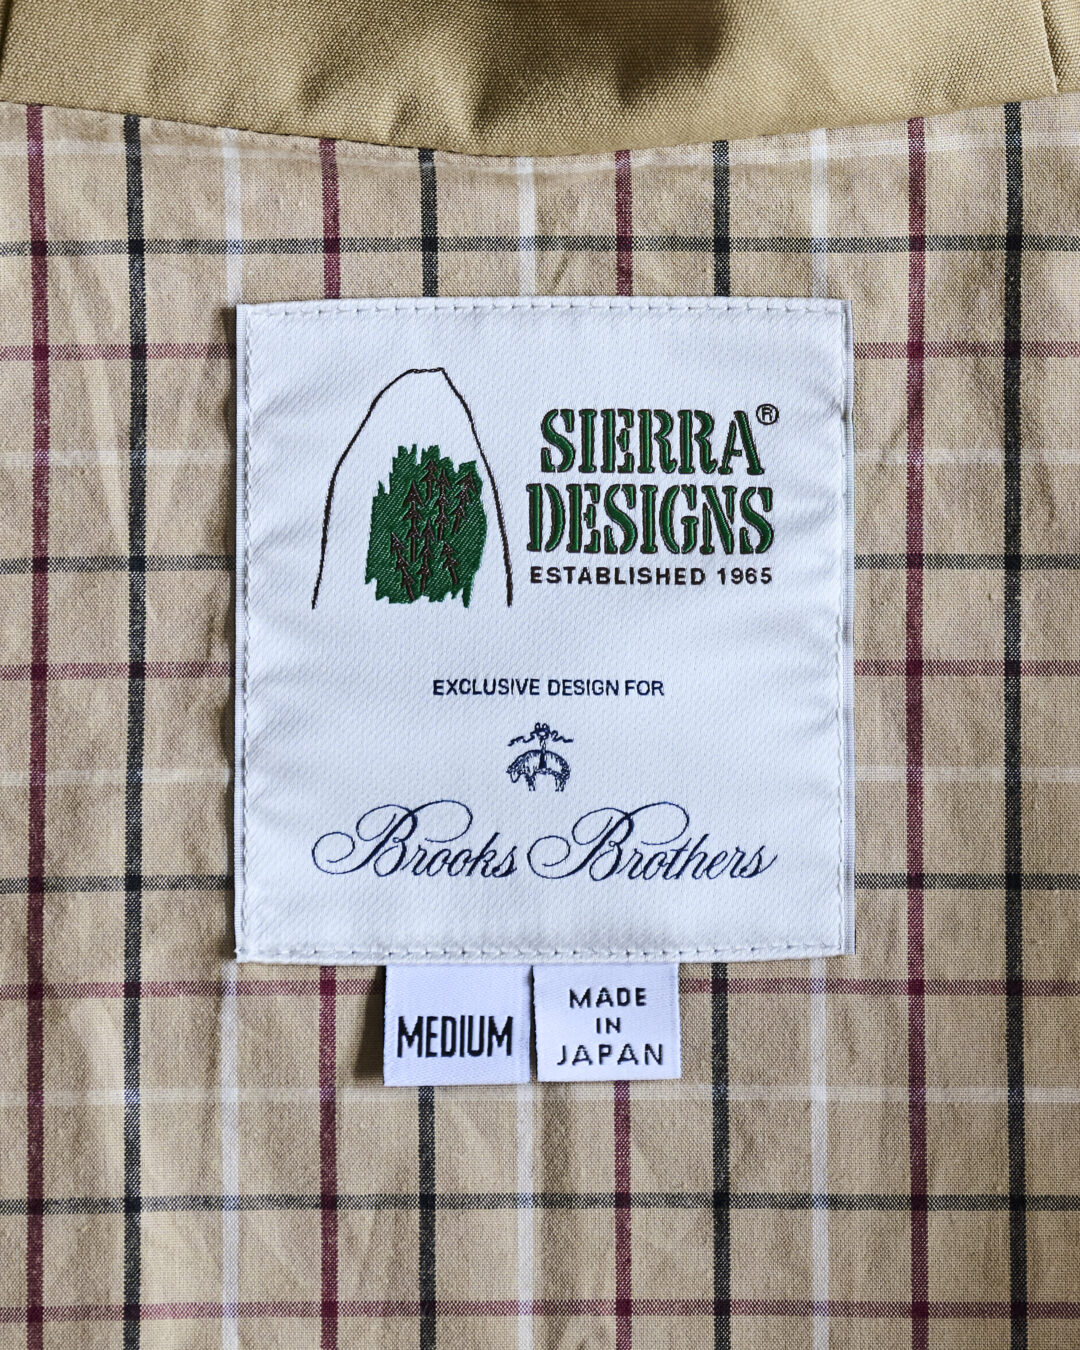 SIERRA®
DESIGNS
ESTABLISHED 1965
EXCLUSIVE DESIGN FOR
Brooks Brothers
MEDIUM
MADE
IN
JAPAN